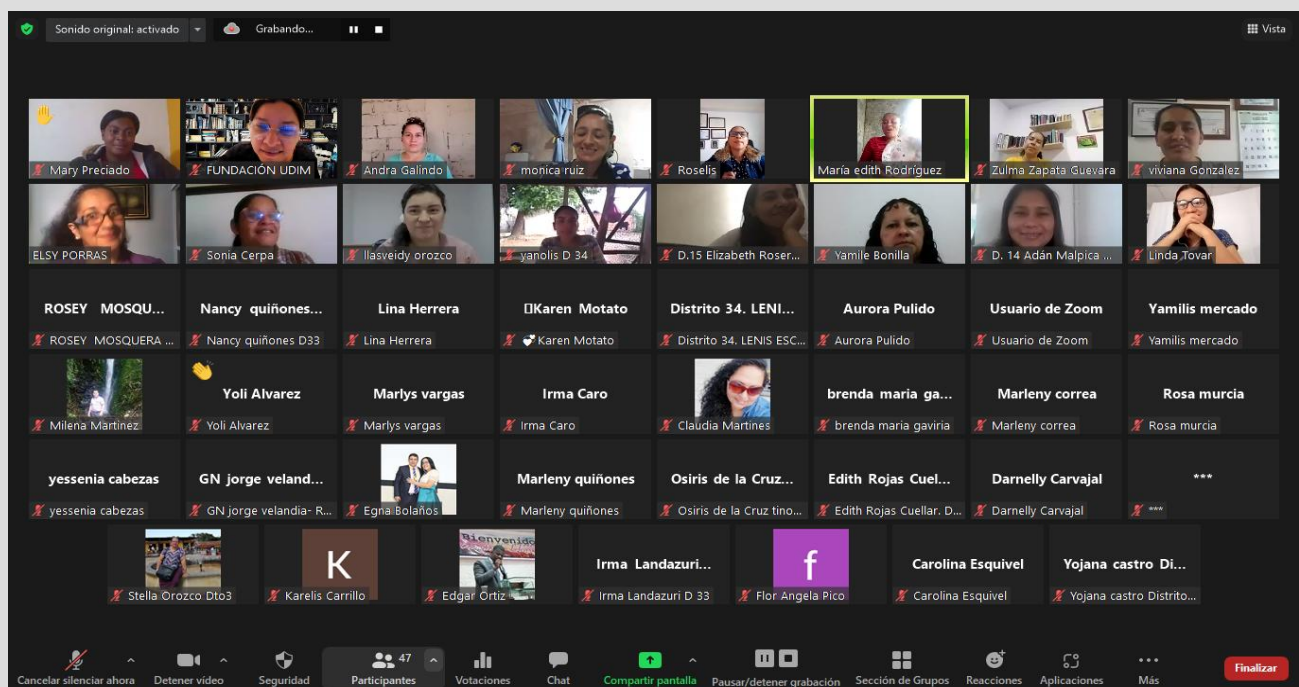 Sonido original: activado
Grabando...
Vista
Mary Preciado
FUNDACIÓN UDIM
Andra Galindo
monica ruiz
Roselis
María edith Rodríguez
Zulma Zapata Guevara
viviana Gonzalez
ELSY PORRAS
Sonia Cerpa
llasveidy orozco
yanolis D 34
D.15 Elizabeth Roser...
Yamile Bonilla
D. 14 Adán Malpica ...
Linda Tovar
ROSEY MOSQU...
Nancy quiñones...
Lina Herrera
Karen Motato
Distrito 34. LENI...
Aurora Pulido
Usuario de Zoom
Yamilis mercado
ROSEY MOSQUERA ...
Nancy quiñones D33
Lina Herrera
Karen Motato
Distrito 34. LENIS ESC...
Aurora Pulido
Usuario de Zoom
Yamilis mercado
Yoli Alvarez
Marlys vargas
Irma Caro
brenda maria ga...
Marleny correa
Rosa murcia
Milena Martinez
Yoli Alvarez
Marlys vargas
Irma Caro
Claudia Martines
brenda maria gaviria
Marleny correa
Rosa murcia
yessenia cabezas
GN jorge veland...
Marleny quiñones
Osiris de la Cruz...
Edith Rojas Cuel...
Darnelly Carvajal
***
yessenia cabezas
GN jorge velandia- R...
Egna Bolaños
Marleny quiñones
Osiris de la Cruz tino...
Edith Rojas Cuellar. D...
Darnelly Carvajal
***
K
Bienvenido
Irma Landazuri...
f
Carolina Esquivel
Yojana castro Di...
Stella Orozco Dto3
Karelis Carrillo
Edgar Ortiz
Irma Landazuri D 33
Flor Angela Pico
Carolina Esquivel
Yojana castro Distrito...
47
Cancelar silenciar ahora
Detener vídeo
Seguridad
Participantes
Votaciones
Chat
Compartir pantalla
Pausar/detener grabación
Sección de Grupos
Reacciones
Aplicaciones
Más
Finalizar